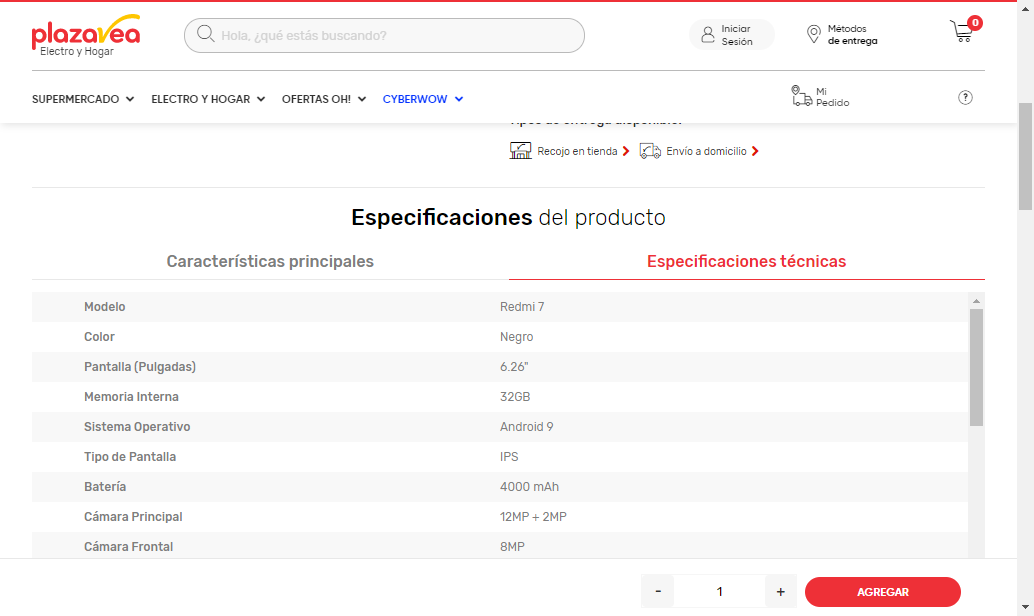 plazavea
Electro y Hogar
Hola, ¿qué estás buscando?
Iniciar
Sesión
Métodos
de entrega
0
SUPERMERCADO
ELECTRO Y HOGAR
OFERTAS OH!
CYBERWOW
Mi
Pedido
?
Tipos de entrega disponible:
Recojo en tienda
Envío a domicilio
Especificaciones del producto
Características principales
Especificaciones técnicas
Modelo Redmi 7
Color Negro
Pantalla (Pulgadas) 6.26"
Memoria Interna 32GB
Sistema Operativo Android 9
Tipo de Pantalla IPS
Batería 4000 mAh
Cámara Principal 12MP + 2MP
Cámara Frontal 8MP
- 1 +
AGREGAR